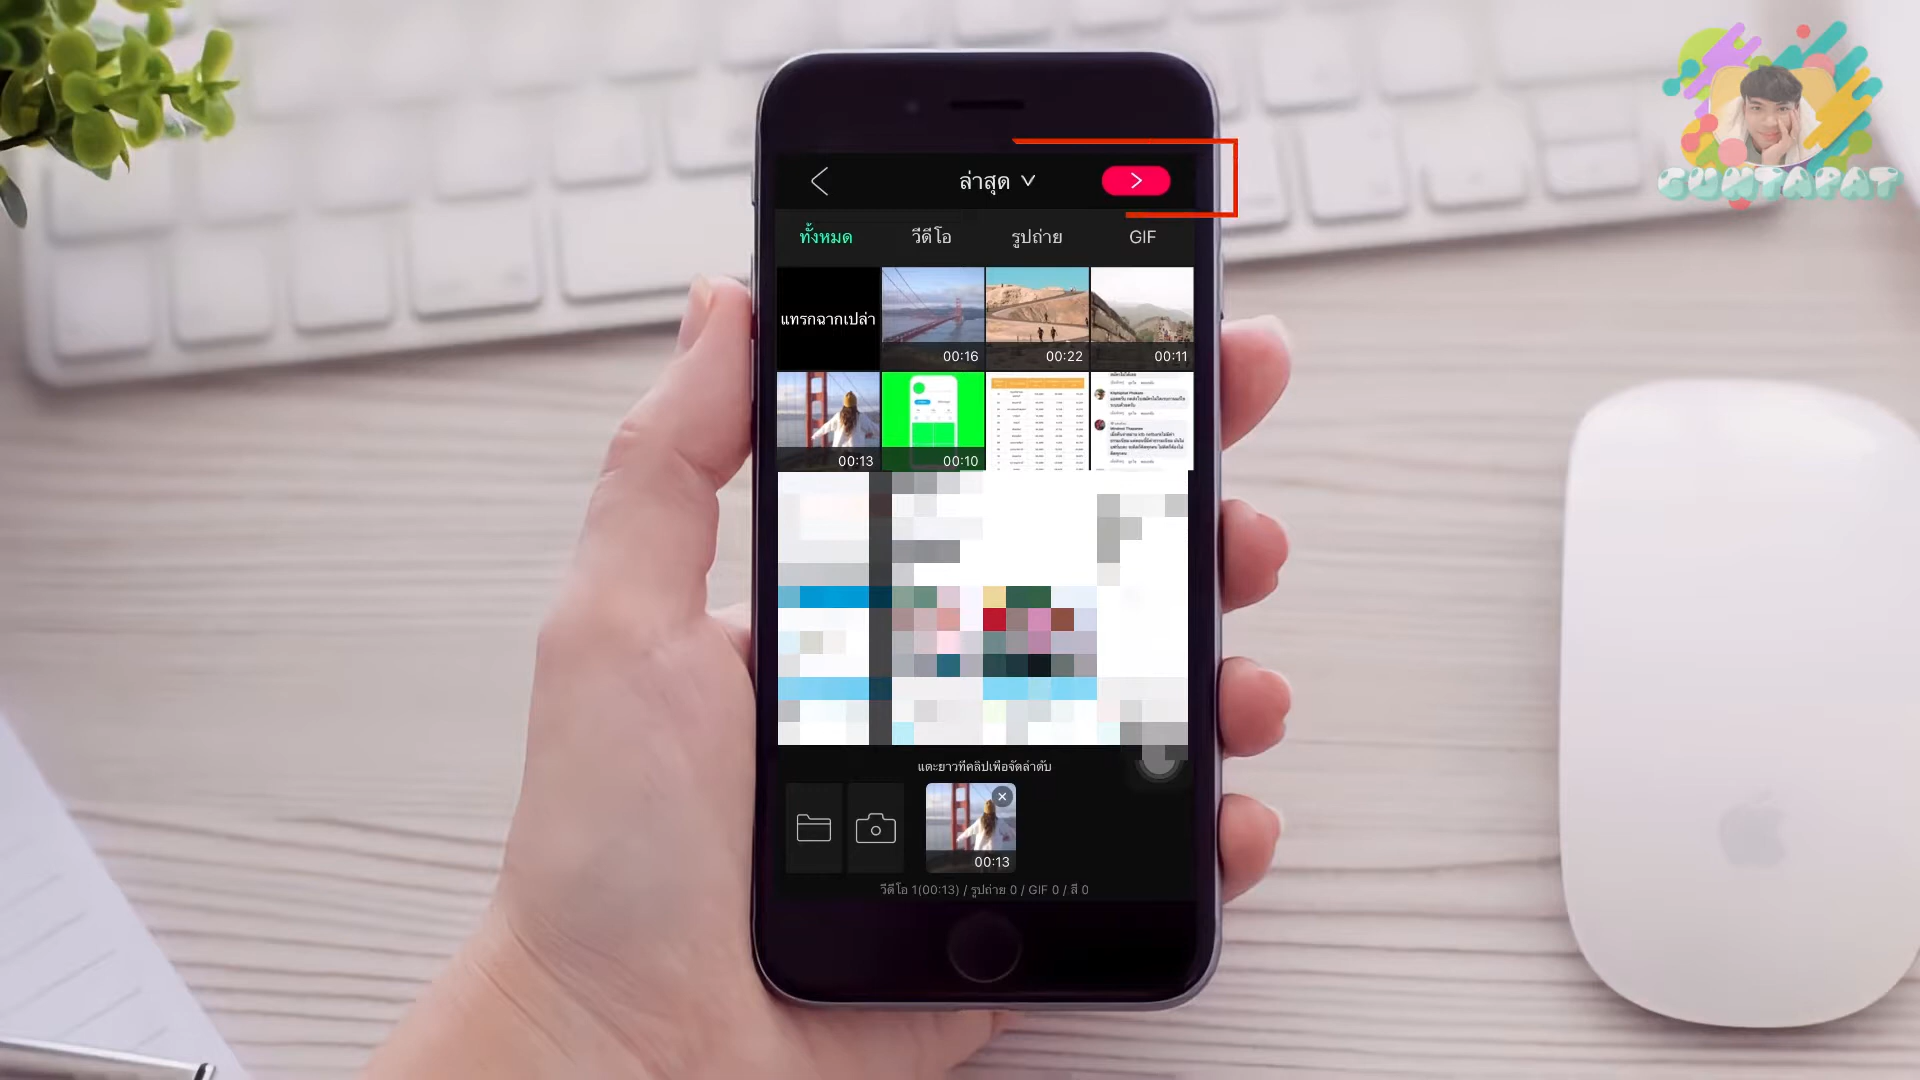 GUNTAPAT
ล่าสุด
ทั้งหมด วีดีโอ รูปถ่าย GIF
แทรกฉากเปล่า
00:16
00:22
00:11
00:13
00:10
แตะยาวที่คลิปเพื่อจัดลำดับ
00:13
วีดีโอ 1(00:13) / รูปถ่าย 0 / GIF 0 / สี 0